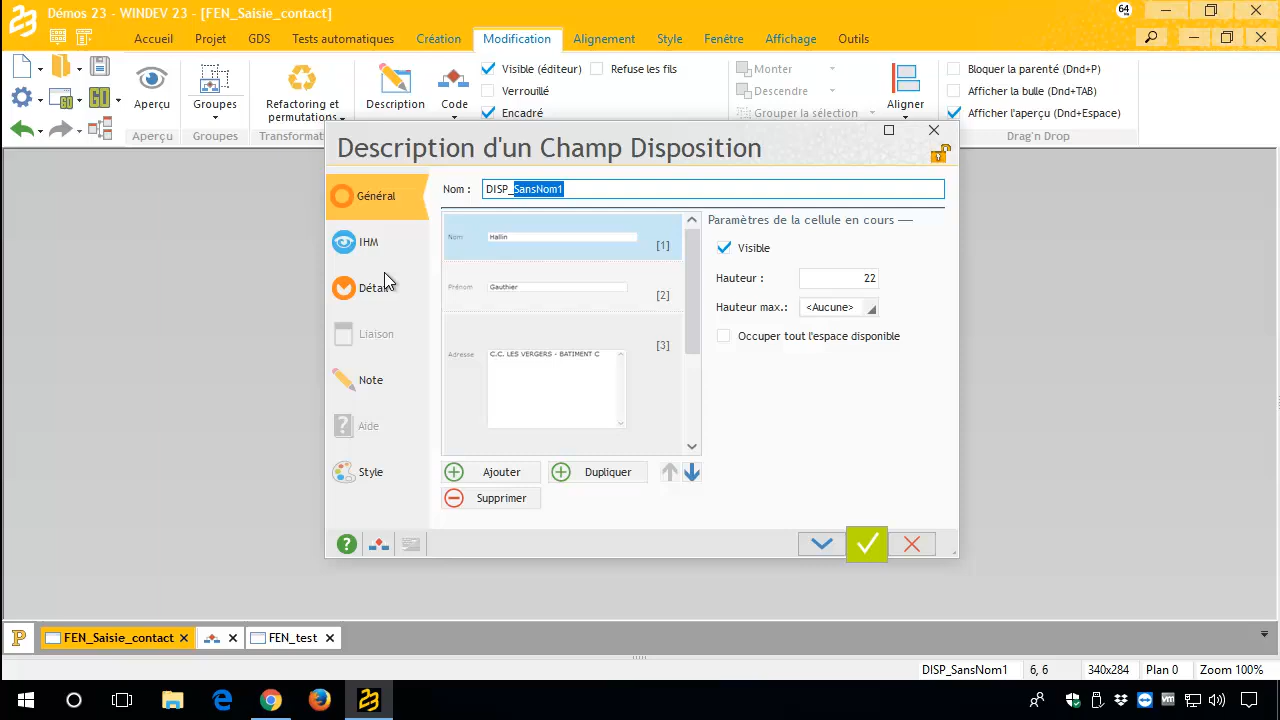 Démos 23 - WINDEV 23 - [FEN_Saisie_contact]
64
Accueil Projet GDS Tests automatiques Création Modification Alignement Style Fenêtre Affichage Outils
Aperçu
Groupes
Refactoring et permutations
Description
Code
Visible (éditeur)
Refuse les fils
Verrouillé
Encadré
Monter
Descendre
Grouper la sélection
Aligner
Bloquer la parenté (Dnd+P)
Afficher la bulle (Dnd+TAB)
Afficher l'aperçu (Dnd+Espace)
Aperçu
Groupes
Transformat
Drag'n Drop
Description d'un Champ Disposition
Général
IHM
Liaison
Note
Aide
Style
Nom : DISP_SansNom1
Nom Hallin [1]
Prénom Gauthier [2]
Adresse C.C. LES VERGERS - BATIMENT C [3]
Paramètres de la cellule en cours
Visible
Hauteur : 22
Hauteur max.: <Aucune>
Occuper tout l'espace disponible
Ajouter
Dupliquer
Supprimer
P FEN_Saisie_contact FEN_test
DISP_SansNom1 6, 6 340x284 Plan 0 Zoom 100%
23
vm